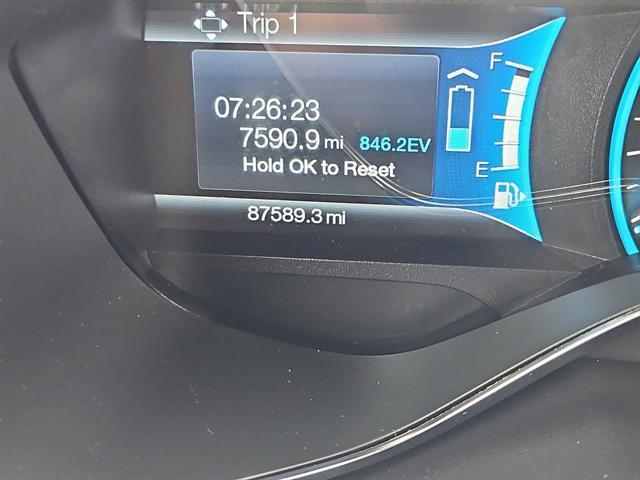 Trip 1
F
07:26:23
7590.9 mi 846.2EV
Hold OK to Reset
E
87589.3 mi